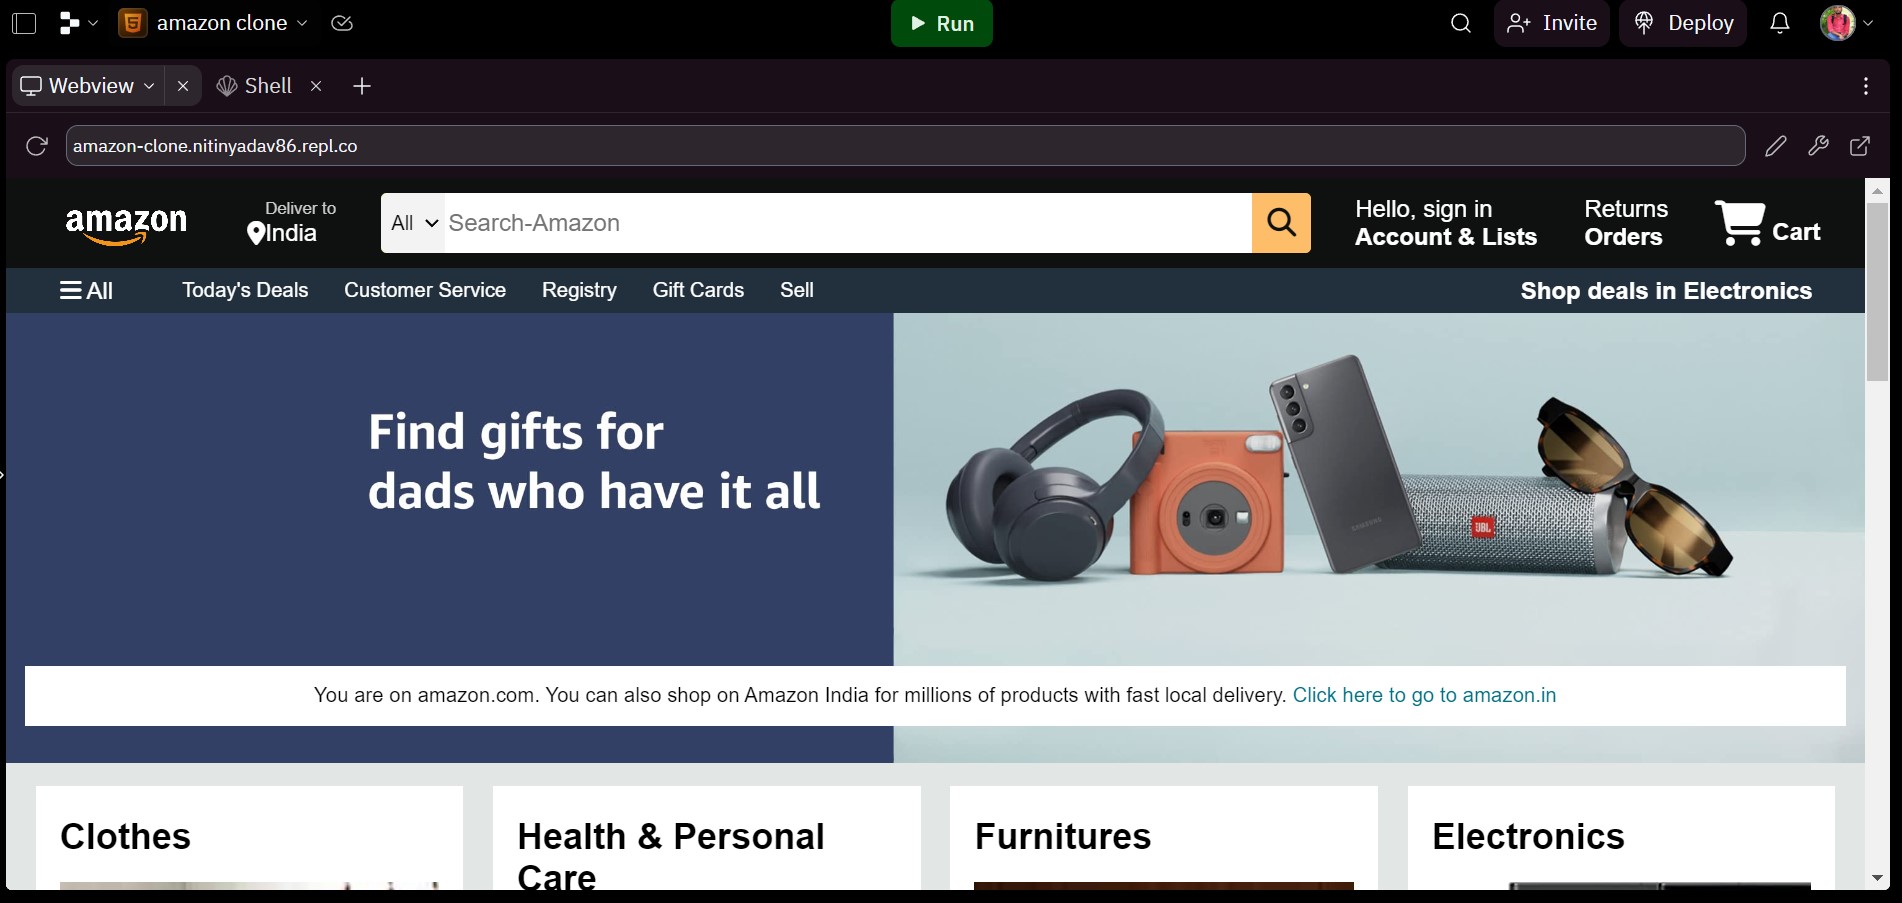 amazon clone
Run
Invite
Deploy
Webview
Shell
amazon-clone.nitinyadav86.repl.co
amazon
Deliver to
India
All
Search-Amazon
Hello, sign in
Account & Lists
Returns
Orders
Cart
All
Today's Deals
Customer Service
Registry
Gift Cards
Sell
Shop deals in Electronics
Find gifts for
dads who have it all
SAMSUNG
JBL
You are on amazon.com. You can also shop on Amazon India for millions of products with fast local delivery. Click here to go to amazon.in
Clothes
Health & Personal
Care
Furnitures
Electronics